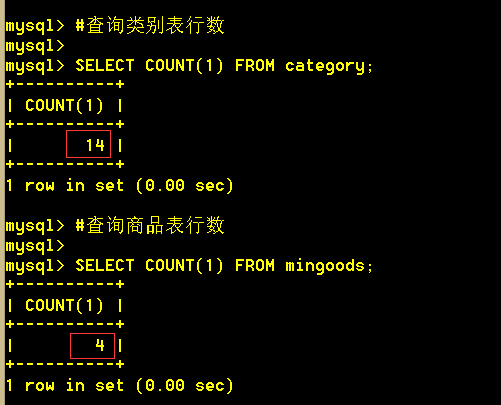 mysql> #查询类别表行数
mysql>
mysql> SELECT COUNT(1) FROM category;
+----------+
| COUNT(1) |
+----------+
|       14 |
+----------+
1 row in set (0.00 sec)
mysql> #查询商品表行数
mysql>
mysql> SELECT COUNT(1) FROM mingoods;
+----------+
| COUNT(1) |
+----------+
|        4 |
+----------+
1 row in set (0.00 sec)